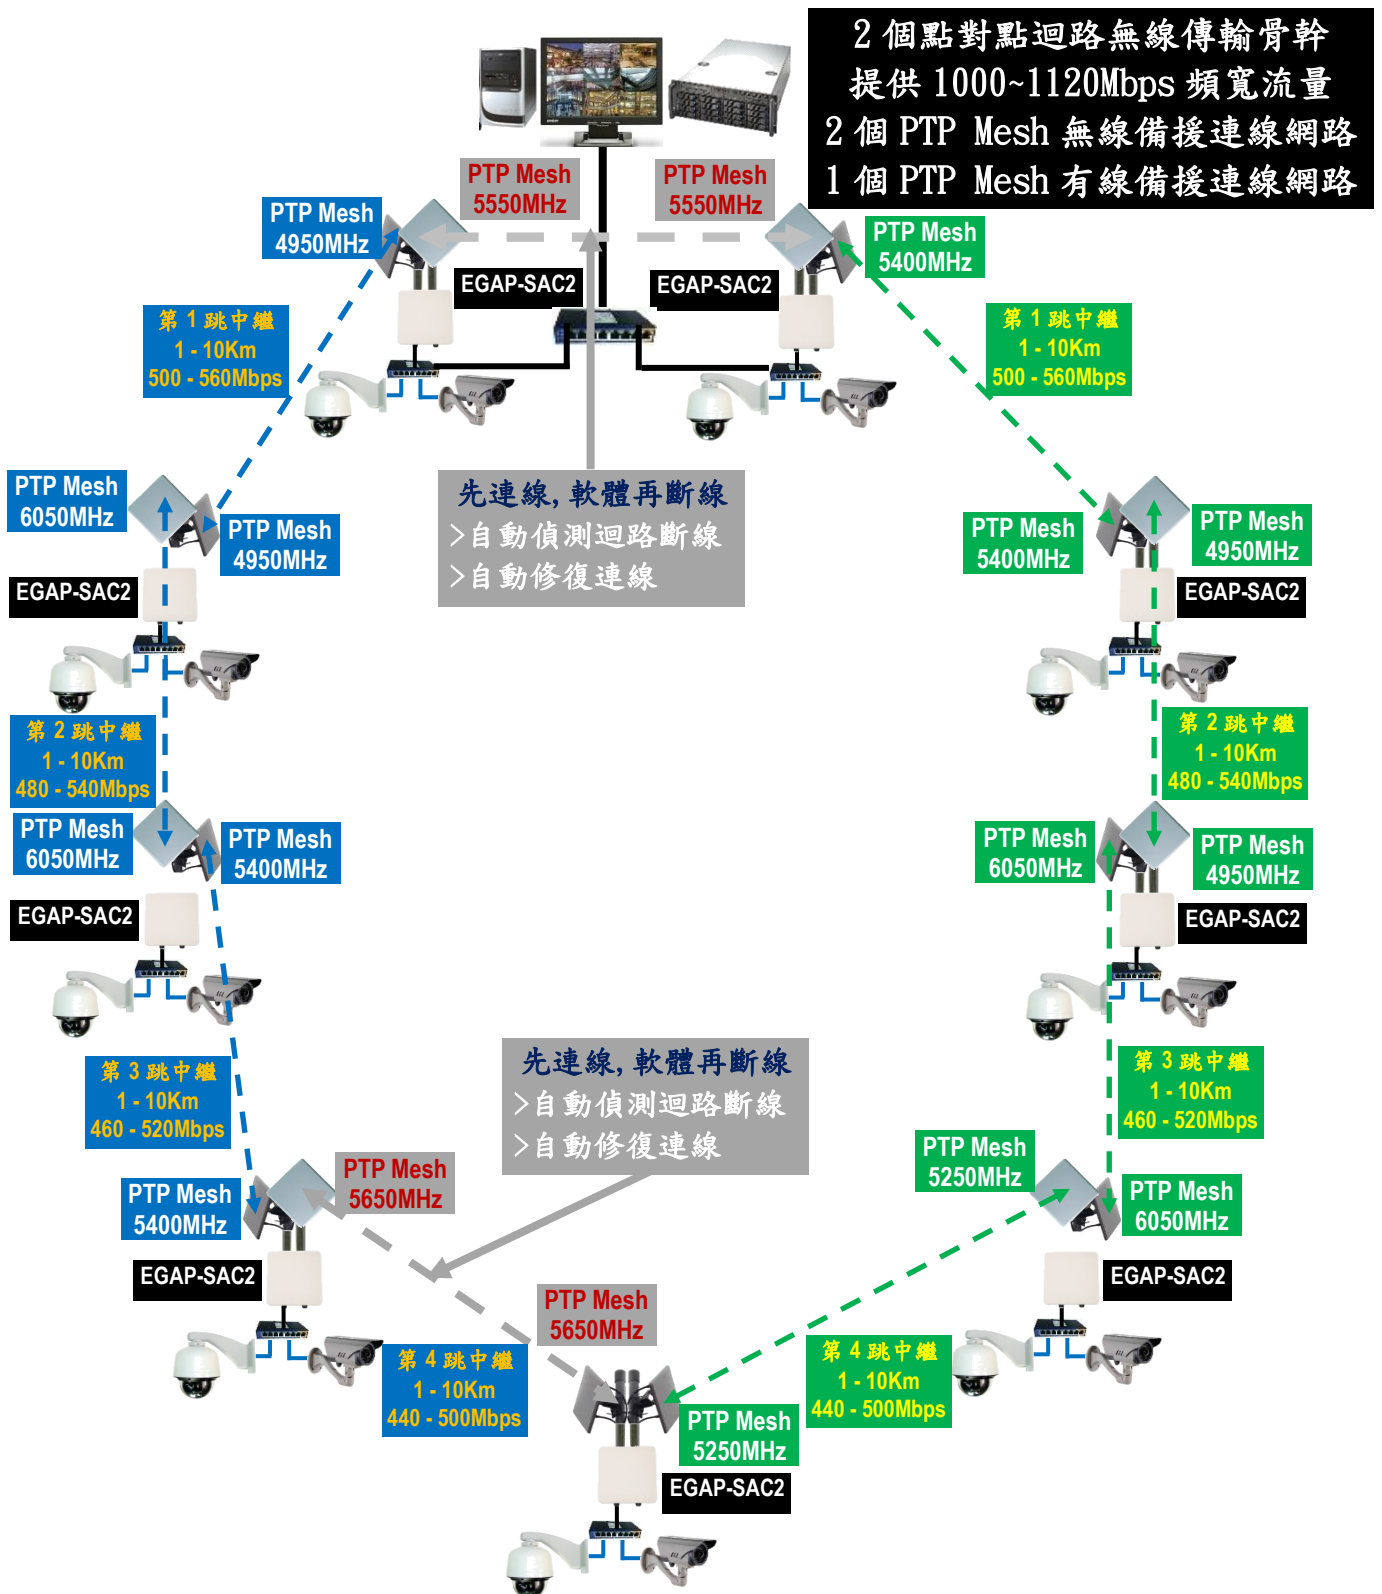 2 個點對點迴路無線傳輸骨幹
提供 1000~1120Mbps 頻寬流量
2 個 PTP Mesh 無線備援連線網路
1 個 PTP Mesh 有線備援連線網路
PTP Mesh
5550MHz
PTP Mesh
5550MHz
PTP Mesh
4950MHz
PTP Mesh
5400MHz
EGAP-SAC2
EGAP-SAC2
第 1 跳中繼
1 - 10Km
500 - 560Mbps
第 1 跳中繼
1 - 10Km
500 - 560Mbps
先連線, 軟體再斷線
>自動偵測迴路斷線
>自動修復連線
PTP Mesh
6050MHz
PTP Mesh
4950MHz
PTP Mesh
5400MHz
PTP Mesh
4950MHz
EGAP-SAC2
EGAP-SAC2
第 2 跳中繼
1 - 10Km
480 - 540Mbps
第 2 跳中繼
1 - 10Km
480 - 540Mbps
PTP Mesh
6050MHz
PTP Mesh
5400MHz
PTP Mesh
6050MHz
PTP Mesh
4950MHz
EGAP-SAC2
EGAP-SAC2
第 3 跳中繼
1 - 10Km
460 - 520Mbps
先連線, 軟體再斷線
>自動偵測迴路斷線
>自動修復連線
第 3 跳中繼
1 - 10Km
460 - 520Mbps
PTP Mesh
5400MHz
PTP Mesh
5650MHz
PTP Mesh
5250MHz
PTP Mesh
6050MHz
EGAP-SAC2
EGAP-SAC2
PTP Mesh
5650MHz
第 4 跳中繼
1 - 10Km
440 - 500Mbps
第 4 跳中繼
1 - 10Km
440 - 500Mbps
PTP Mesh
5250MHz
EGAP-SAC2